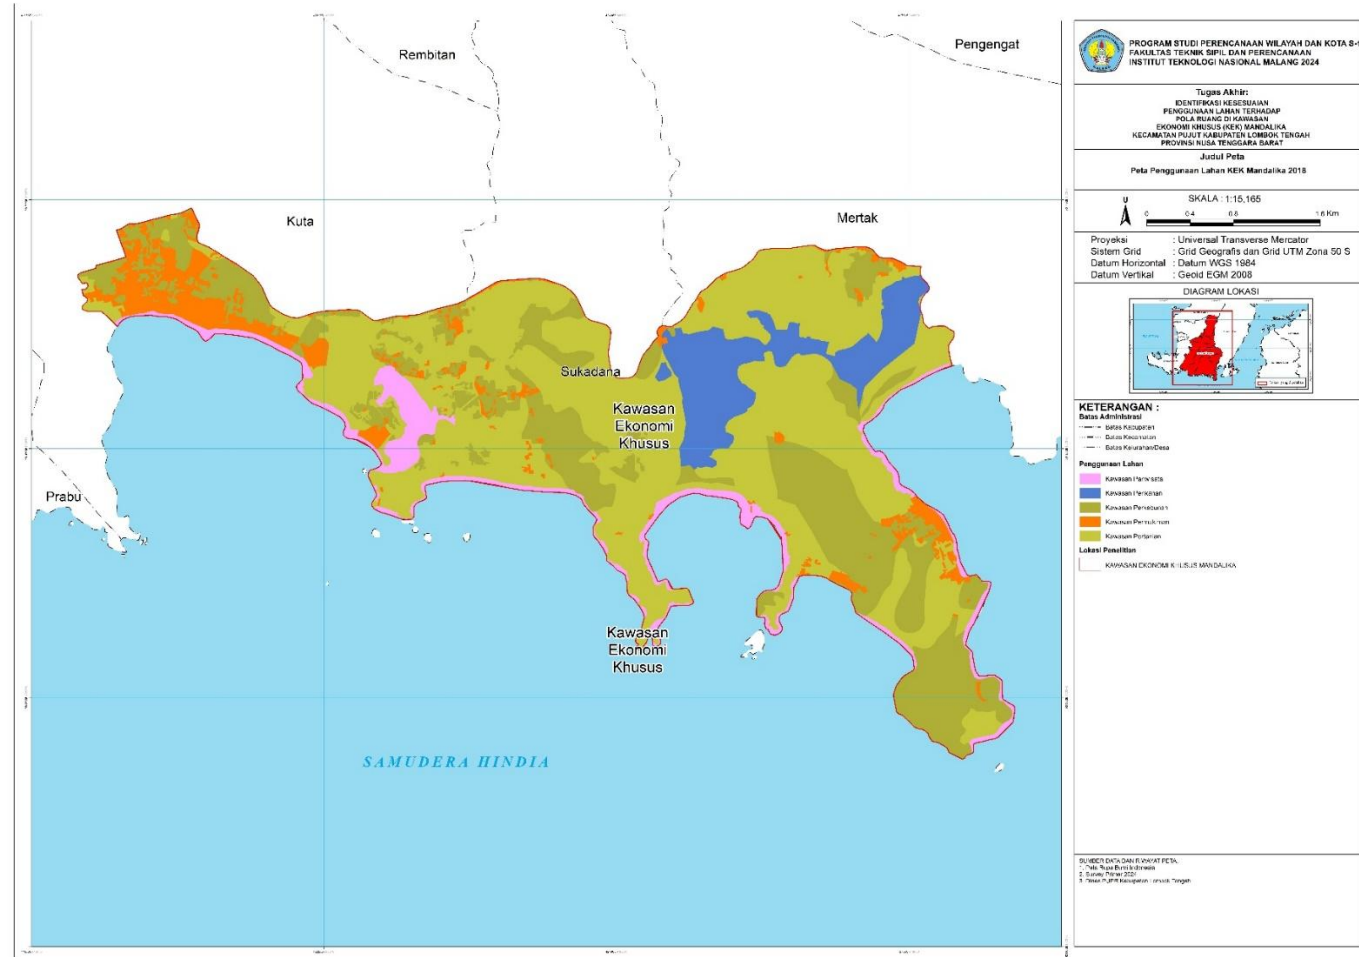 Rembitan
Pengengat
Kuta
Mertak
Sukadana
Kawasan
Ekonomi
Khusus
Prabu
Kawasan
Ekonomi
Khusus
SAMUDERA HINDIA
PROGRAM STUDI PERENCANAAN WILAYAH DAN KOTA S-1
FAKULTAS TEKNIK SIPIL DAN PERENCANAAN
INSTITUT TEKNOLOGI NASIONAL MALANG 2024
Tugas Akhir:
IDENTIFIKASI KESESUAIAN
PENGGUNAAN LAHAN TERHADAP
POLA RUANG DI KAWASAN
EKONOMI KHUSUS (KEK) MANDALIKA
KECAMATAN PUJUT KABUPATEN LOMBOK TENGAH
PROVINSI NUSA TENGGARA BARAT
Judul Peta
Peta Penggunaan Lahan KEK Mandalika 2018
U
SKALA : 1:15,165
0 0.4 0.8 1.6 Km
Proyeksi : Universal Transverse Mercator
Sistem Grid : Grid Geografis dan Grid UTM Zona 50 S
Datum Horizontal : Datum WGS 1984
Datum Vertikal : Geoid EGM 2008
DIAGRAM LOKASI
KETERANGAN :
Batas Administrasi
Batas Kabupaten
Batas Kecamatan
Batas Kelurahan/Desa
Penggunaan Lahan
Kawasan Pariwisata
Kawasan Perikanan
Kawasan Perkebunan
Kawasan Permukiman
Kawasan Pertanian
Lokasi Penelitian
KAWASAN EKONOMI KHUSUS MANDALIKA
SUMBER DATA DAN RIWAYAT PETA:
1. Peta Rupa Bumi Indonesia
2. Survey Primer 2024
3. Dinas PUPR Kabupaten Lombok Tengah